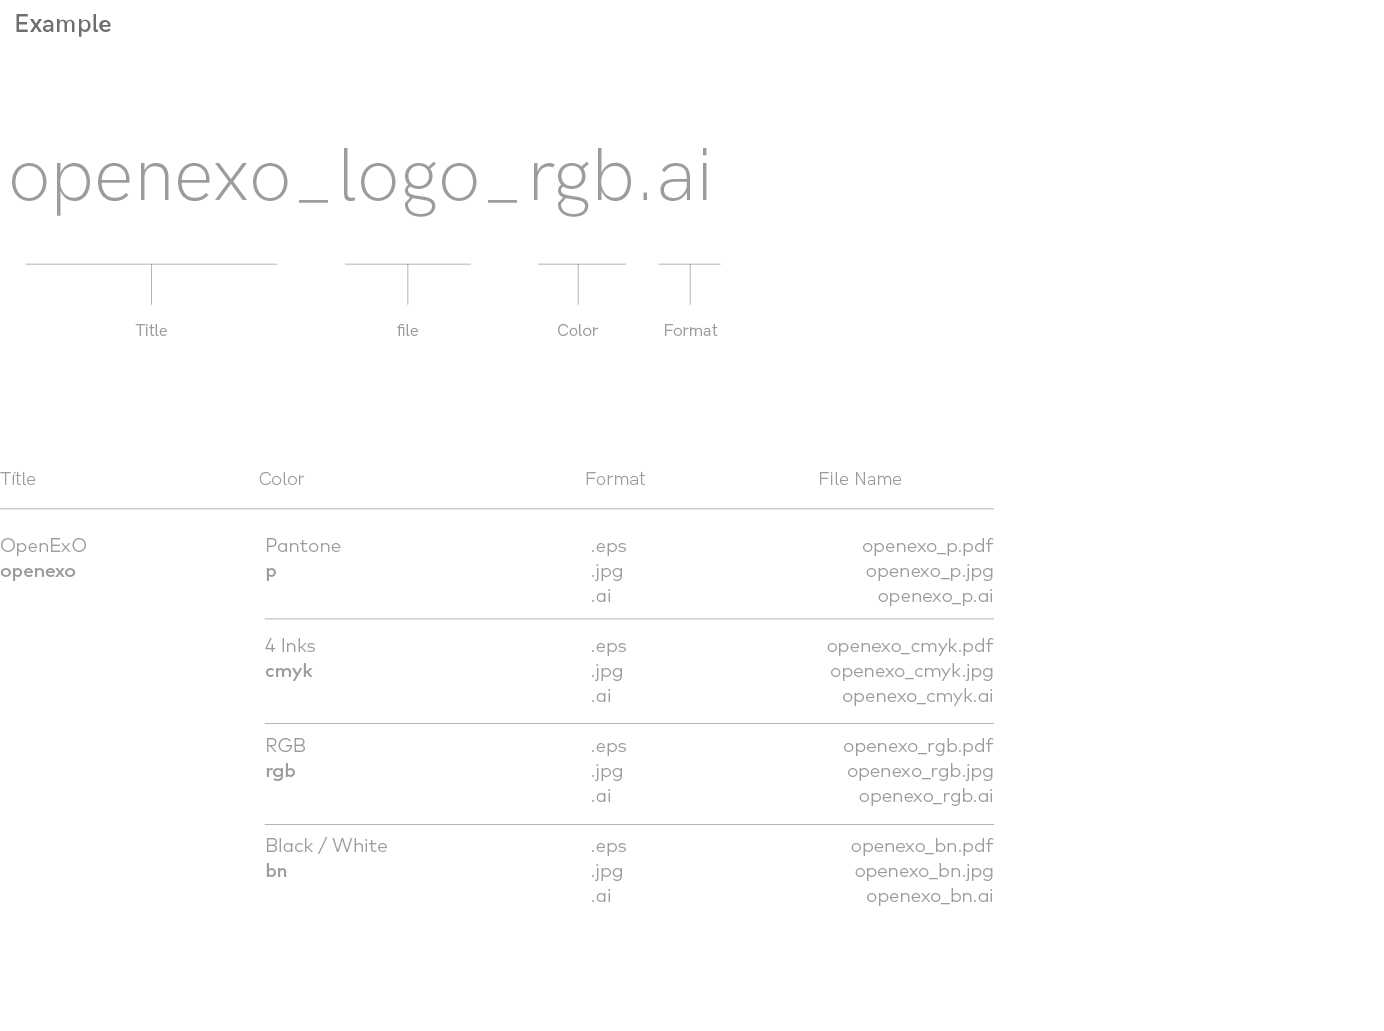 Example
openexo_logo_rgb.ai
Title file Color Format
Títle Color Format File Name
OpenExO Pantone .eps openexo_p.pdf
openexo p .jpg openexo_p.jpg
.ai openexo_p.ai
4 Inks .eps openexo_cmyk.pdf
cmyk .jpg openexo_cmyk.jpg
.ai openexo_cmyk.ai
RGB .eps openexo_rgb.pdf
rgb .jpg openexo_rgb.jpg
.ai openexo_rgb.ai
Black / White .eps openexo_bn.pdf
bn .jpg openexo_bn.jpg
.ai openexo_bn.ai